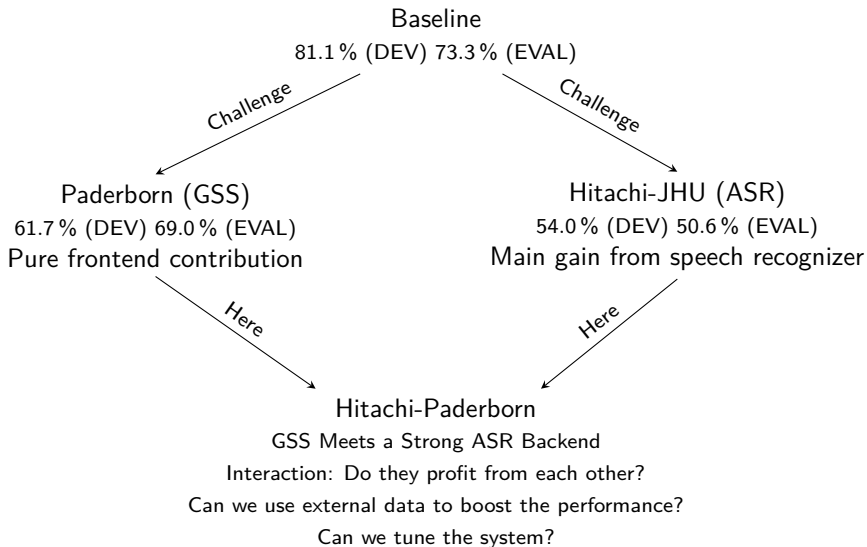 Baseline
81.1 % (DEV) 73.3 % (EVAL)
Challenge
Challenge
Paderborn (GSS)
61.7 % (DEV) 69.0 % (EVAL)
Pure frontend contribution
Hitachi-JHU (ASR)
54.0 % (DEV) 50.6 % (EVAL)
Main gain from speech recognizer
Here
Here
Hitachi-Paderborn
GSS Meets a Strong ASR Backend
Interaction: Do they profit from each other?
Can we use external data to boost the performance?
Can we tune the system?